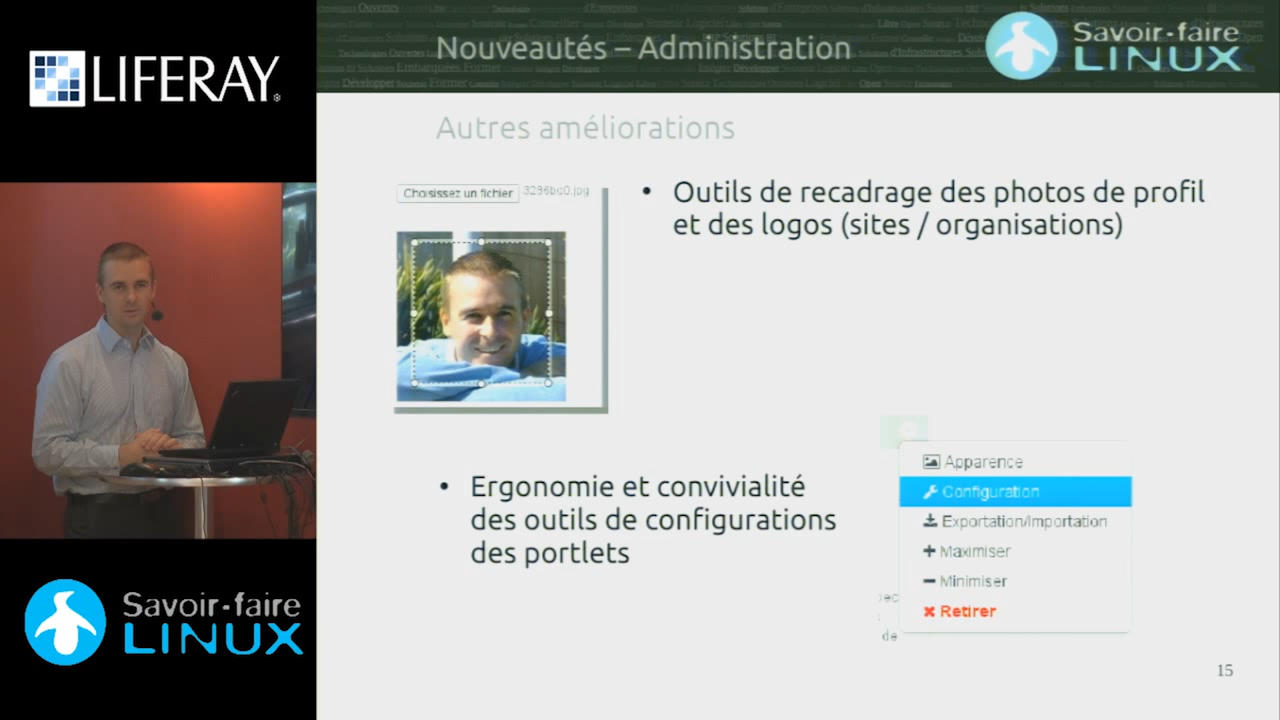 LIFERAY
Nouveautés – Administration
Savoir-faire
LINUX
Autres améliorations
Choisissez un fichier 3286bc0.jpg
• Outils de recadrage des photos de profil
et des logos (sites / organisations)
• Ergonomie et convivialité
des outils de configurations
des portlets
Apparence
Configuration
Exportation/Importation
Maximiser
Minimiser
Retirer
de
Savoir-faire
LINUX
15